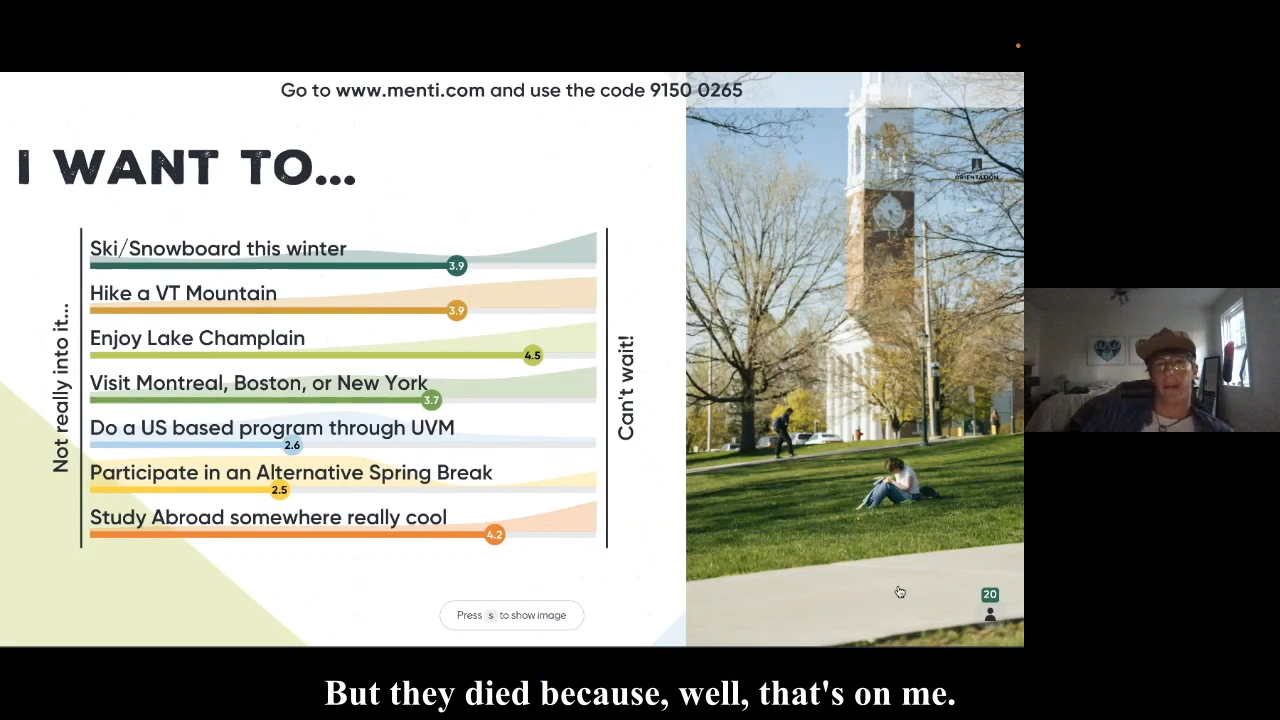 Go to www.menti.com and use the code 9150 0265
I WANT TO...
Not really into it...
Ski/Snowboard this winter
3.9
Hike a VT Mountain
3.9
Enjoy Lake Champlain
4.5
Visit Montreal, Boston, or New York
3.7
Do a US based program through UVM
2.6
Participate in an Alternative Spring Break
2.5
Study Abroad somewhere really cool
4.2
Can't wait!
Press s to show image
ORIENTATION
20
But they died because, well, that's on me.